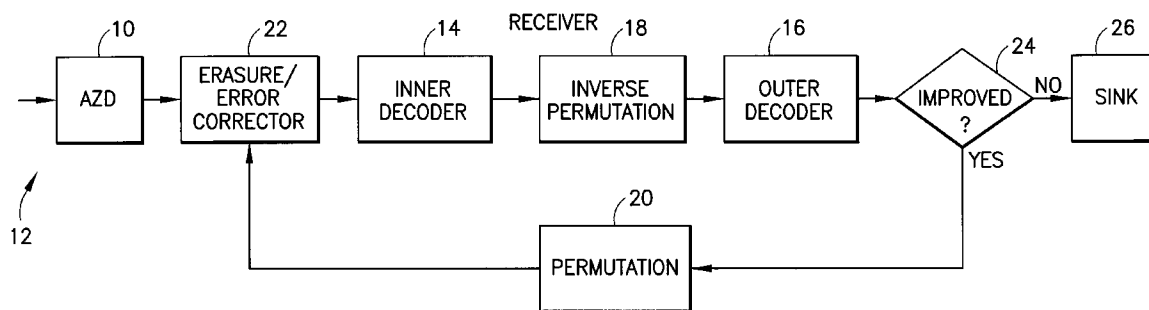 RECEIVER
10
22
14
18
16
24
26
AZD
ERASURE/
ERROR
CORRECTOR
INNER
DECODER
INVERSE
PERMUTATION
OUTER
DECODER
IMPROVED
?
NO
SINK
YES
12
20
PERMUTATION